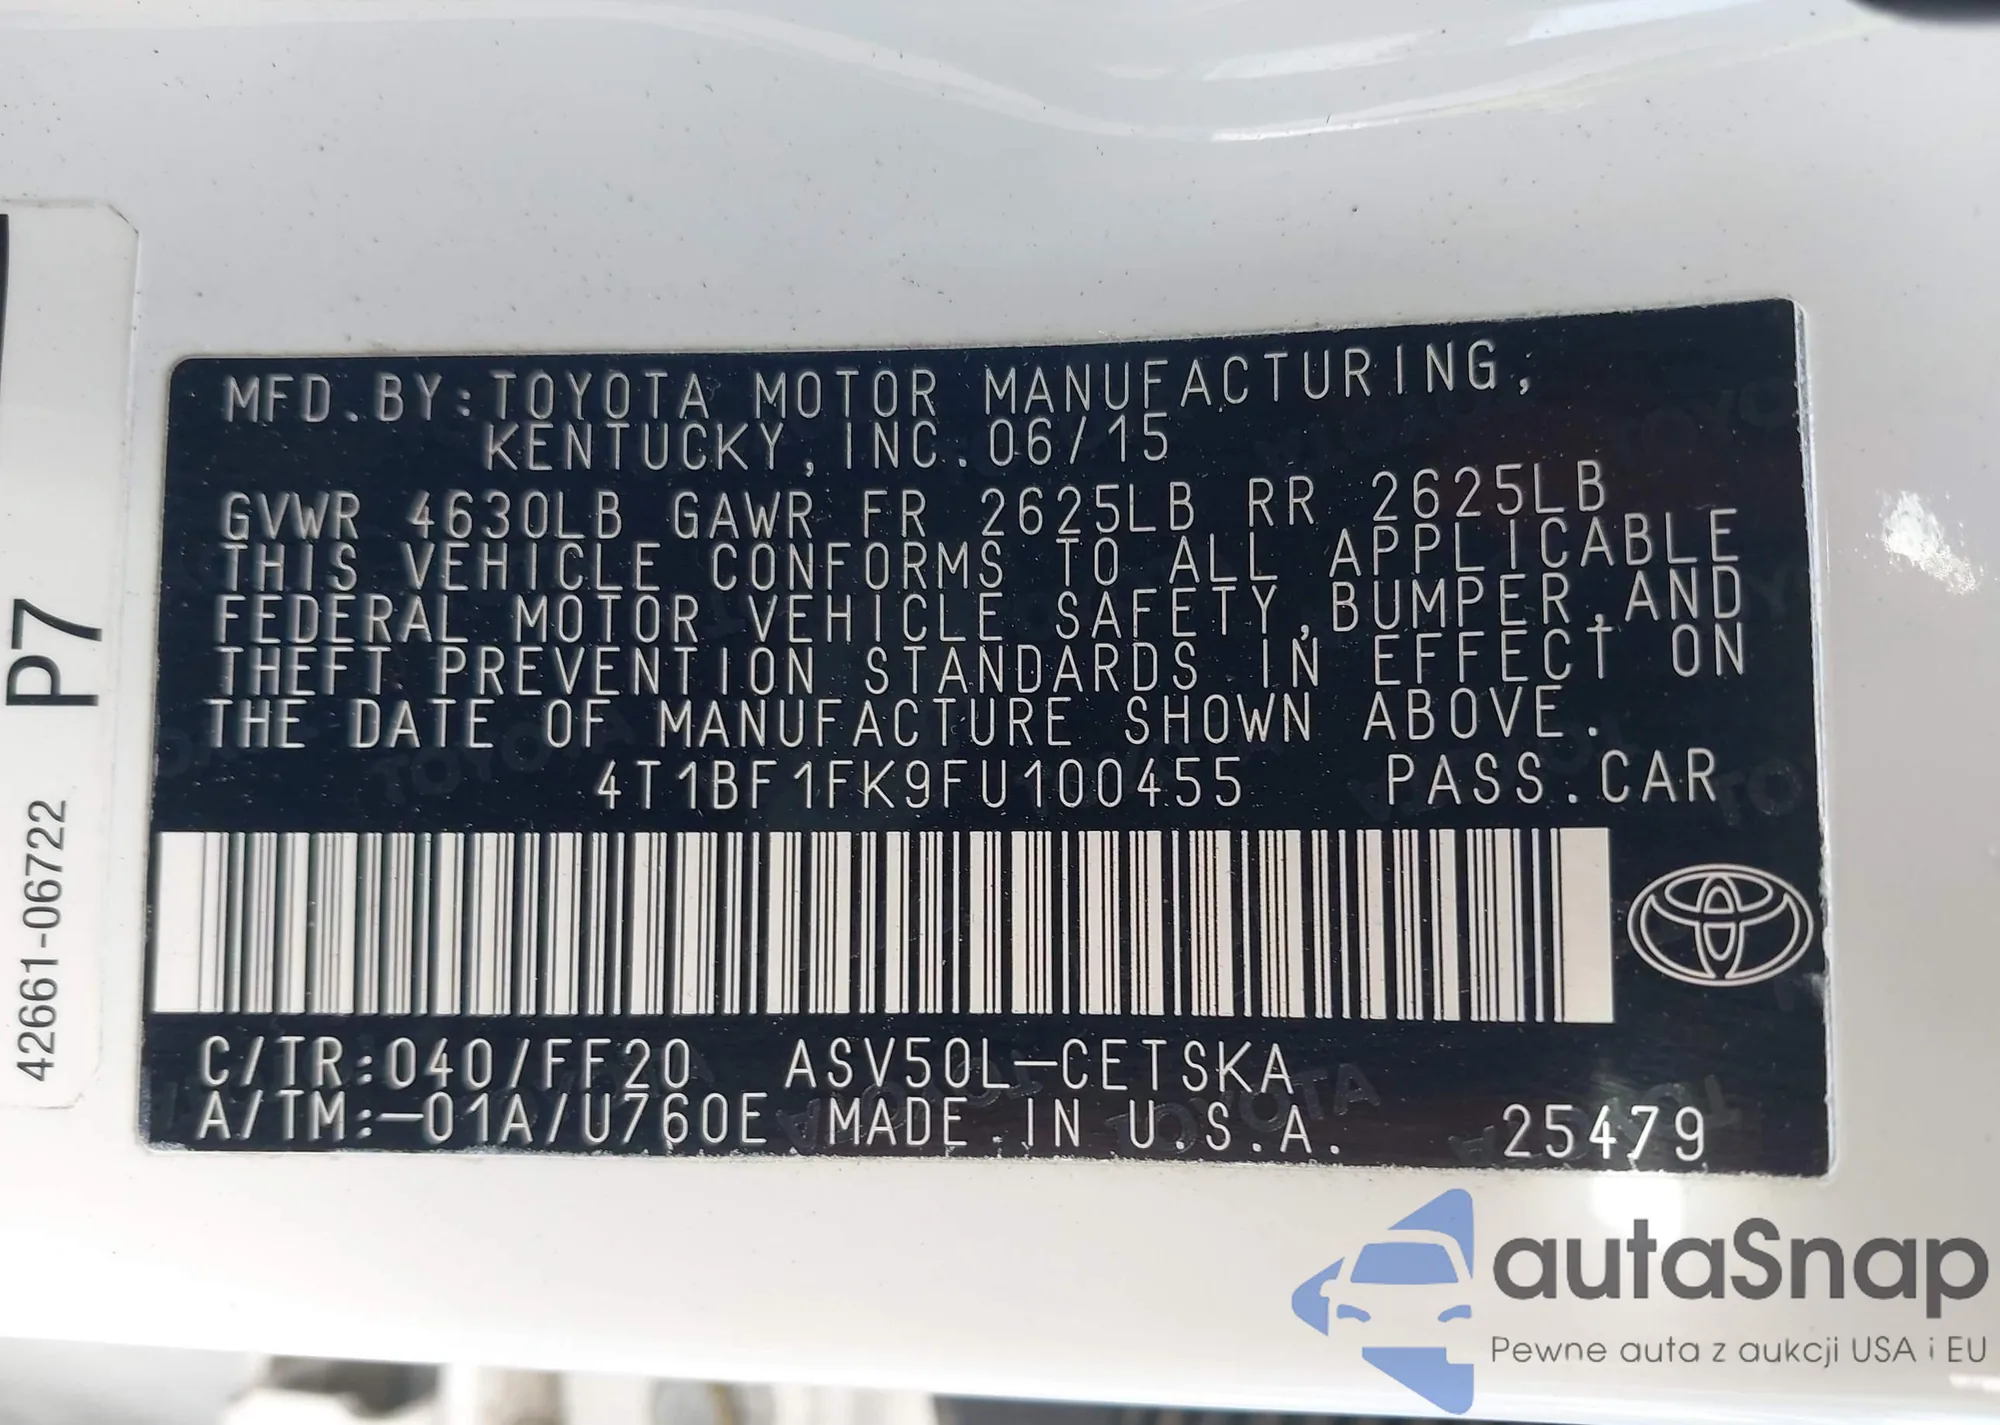 MFD.BY:TOYOTA MOTOR MANUFACTURING,
KENTUCKY,INC.06/15
GVWR 4630LB GAWR FR 2625LB RR 2625LB
THIS VEHICLE CONFORMS TO ALL APPLICABLE
FEDERAL MOTOR VEHICLE SAFETY,BUMPER,AND
THEFT PREVENTION STANDARDS IN EFFECT ON
THE DATE OF MANUFACTURE SHOWN ABOVE.
4T1BF1FK9FU100455 PASS.CAR
C/TR:040/FF20 ASV50L-CETSKA
A/TM:-01A/U760E MADE IN U.S.A. 25479
P7
42661-06722
autaSnap
Pewne auta z aukcji USA i EU